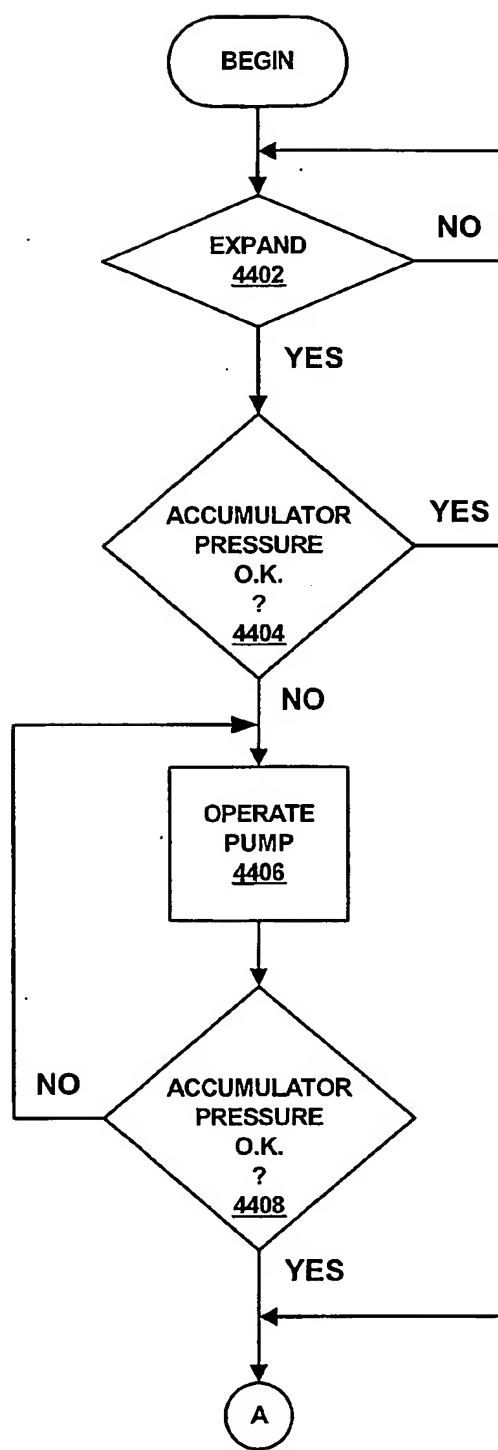 BEGIN
EXPAND
4402
NO
YES
ACCUMULATOR
PRESSURE
O.K.
?
4404
YES
NO
OPERATE
PUMP
4406
ACCUMULATOR
PRESSURE
O.K.
?
4408
NO
YES
A